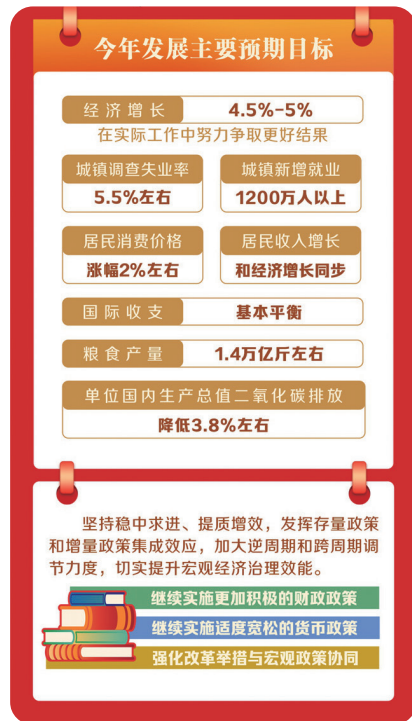 今年发展主要预期目标
经济增长 4.5%-5%
在实际工作中努力争取更好结果
城镇调查失业率
5.5%左右
城镇新增就业
1200万人以上
居民消费价格
涨幅2%左右
居民收入增长
和经济增长同步
国际收支 基本平衡
粮食产量 1.4万亿斤左右
单位国内生产总值二氧化碳排放
降低3.8%左右
坚持稳中求进、提质增效，发挥存量政策
和增量政策集成效应，加大逆周期和跨周期调
节力度，切实提升宏观经济治理效能。
继续实施更加积极的财政政策
继续实施适度宽松的货币政策
强化改革举措与宏观政策协同